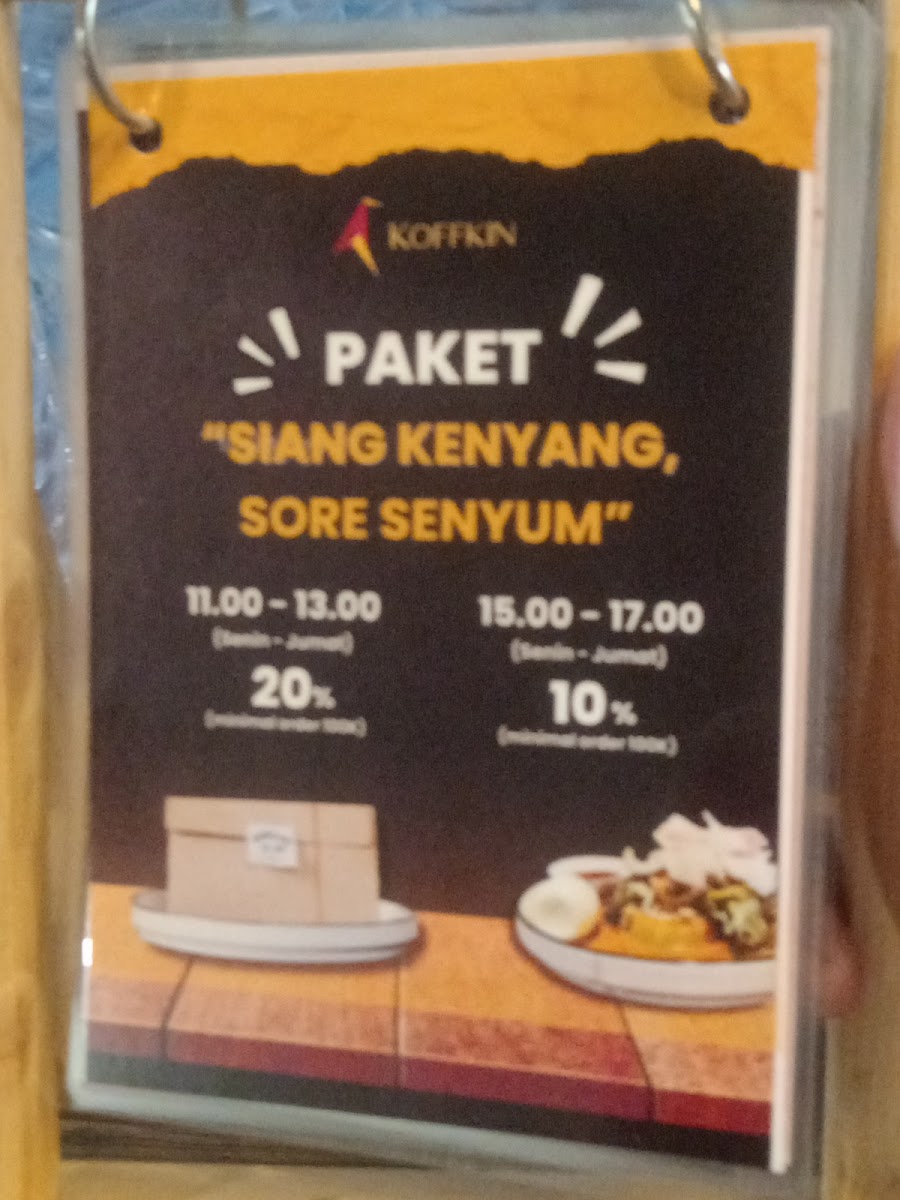 KOFFKIN
PAKET
"SIANG KENYANG,
SORE SENYUM"
11.00 - 13.00
(Senin - Jumat)
20%
(minimal order 100K)
15.00 - 17.00
(Senin - Jumat)
10%
(minimal order 100K)